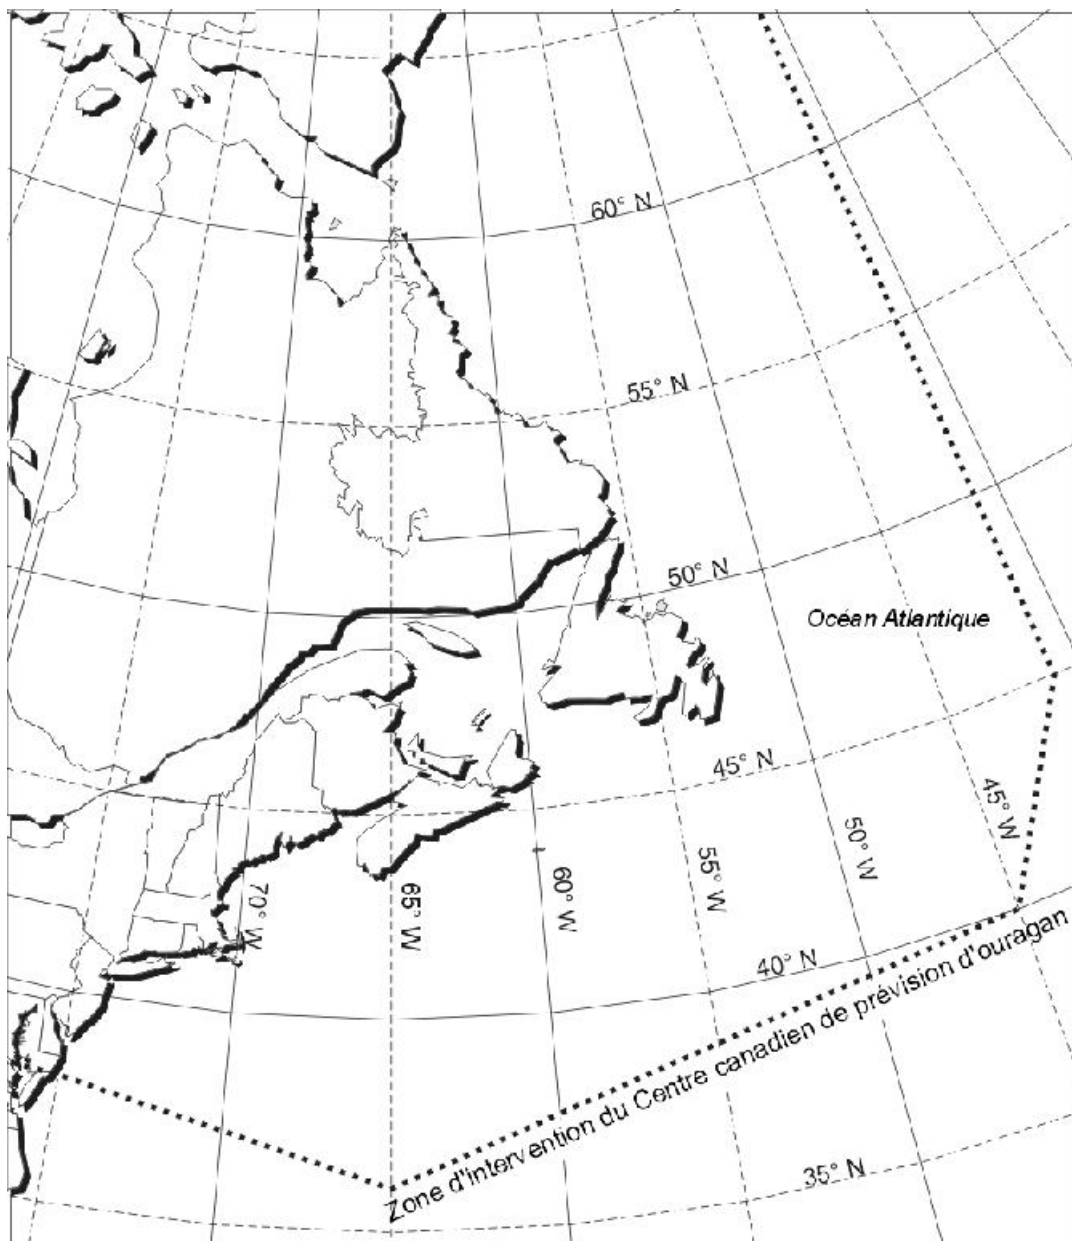 60° N
55° N
50° N
Océan Atlantique
45° N
45° W
50° W
55° W
60° W
65° W
70° W
40° N
Zone d'intervention du Centre canadien de prévision d'ouragan
35° N